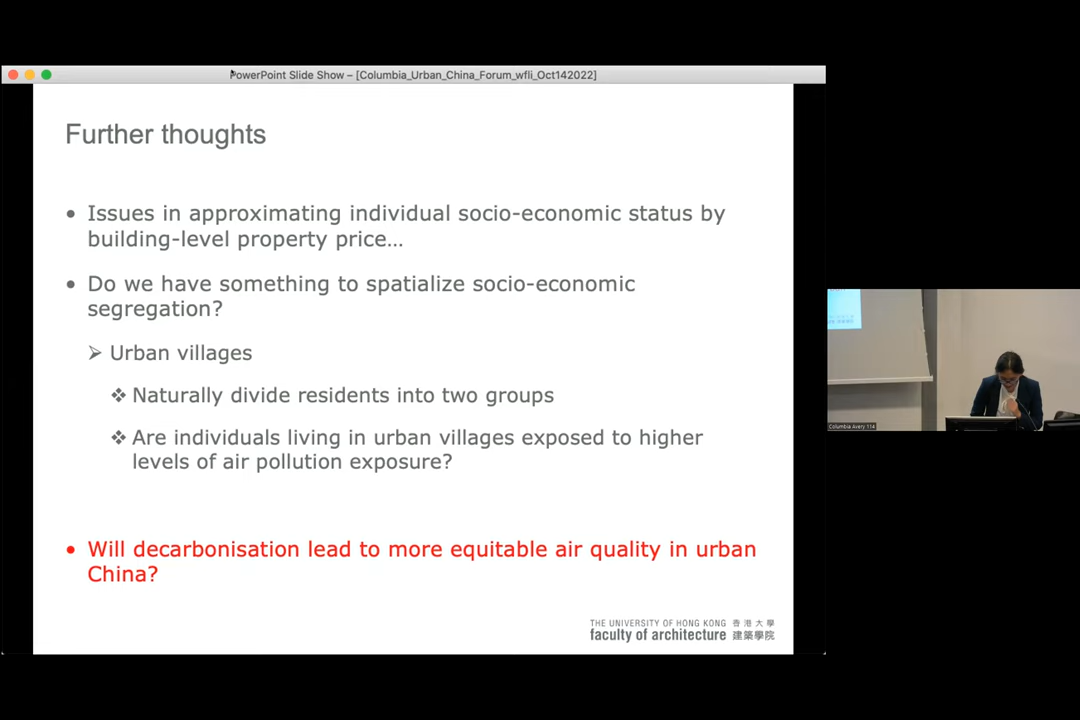 PowerPoint Slide Show – [Columbia_Urban_China_Forum_wfli_Oct142022]
Further thoughts
• Issues in approximating individual socio-economic status by
building-level property price...
• Do we have something to spatialize socio-economic
segregation?
➢ Urban villages
❖ Naturally divide residents into two groups
❖ Are individuals living in urban villages exposed to higher
levels of air pollution exposure?
• Will decarbonisation lead to more equitable air quality in urban
China?
THE UNIVERSITY OF HONG KONG 香港大學
faculty of architecture 建築學院
Columbia Avery 114